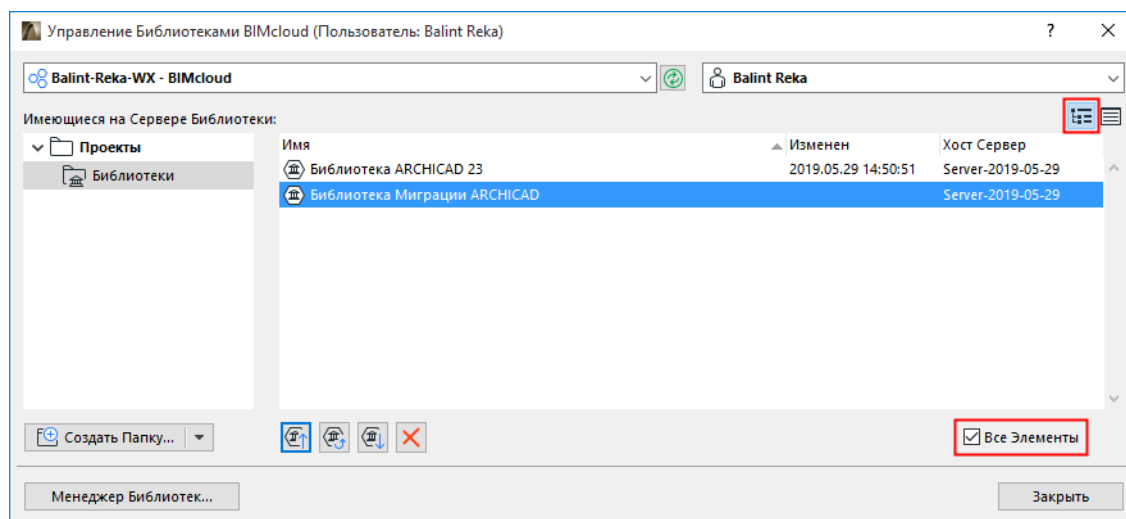 Управление Библиотеками BIMcloud (Пользователь: Balint Reka)
Balint-Reka-WX - BIMcloud
Balint Reka
Имеющиеся на Сервере Библиотеки:
Проекты
Библиотеки
Имя Изменен Хост Сервер
Библиотека ARCHICAD 23 2019.05.29 14:50:51 Server-2019-05-29
Библиотека Миграции ARCHICAD Server-2019-05-29
Создать Папку...
Все Элементы
Менеджер Библиотек...
Закрыть